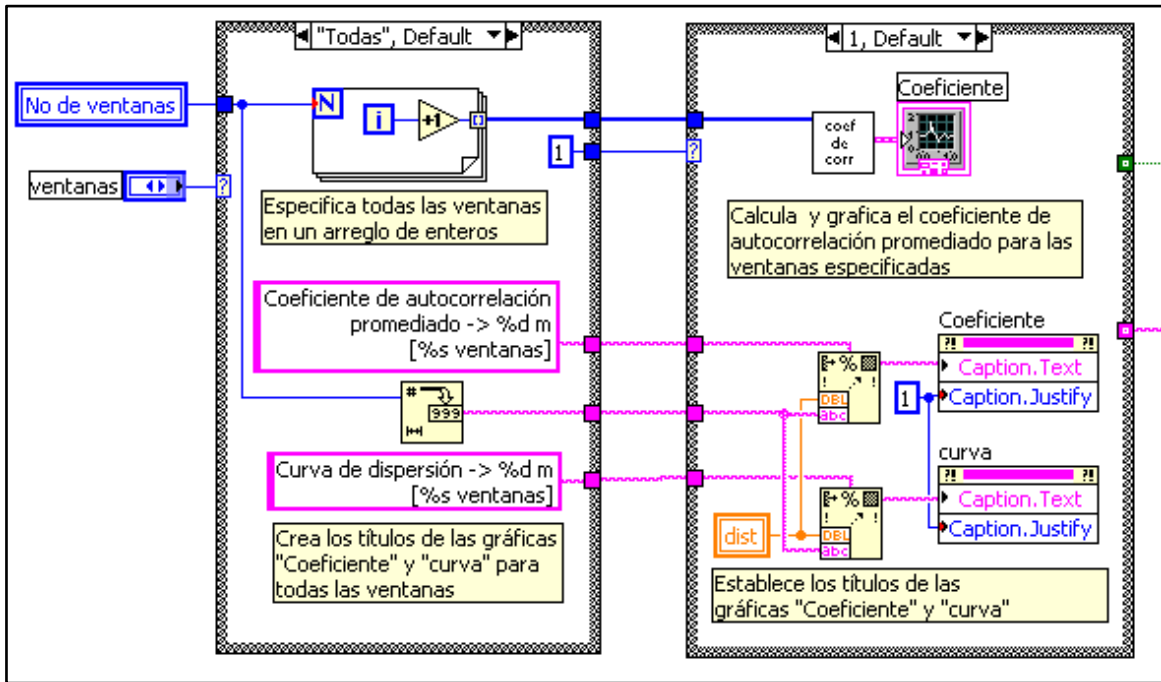 "Todas", Default
No de ventanas
N
i
+1
1
ventanas
?
Especifica todas las ventanas
en un arreglo de enteros
Coeficiente de autocorrelación
promediado -> %d m
[%s ventanas]
#
999
Curva de dispersión -> %d m
[%s ventanas]
Crea los títulos de las gráficas
"Coeficiente" y "curva" para
todas las ventanas
1, Default
?
coef
de
corr
Coeficiente
Calcula y grafica el coeficiente de
autocorrelación promediado para las
ventanas especificadas
%
DBL
abc
1
Coeficiente
?! ?!
Caption.Text
Caption.Justify
curva
?! ?!
Caption.Text
Caption.Justify
%
DBL
abc
dist
Establece los títulos de las
gráficas "Coeficiente" y "curva"